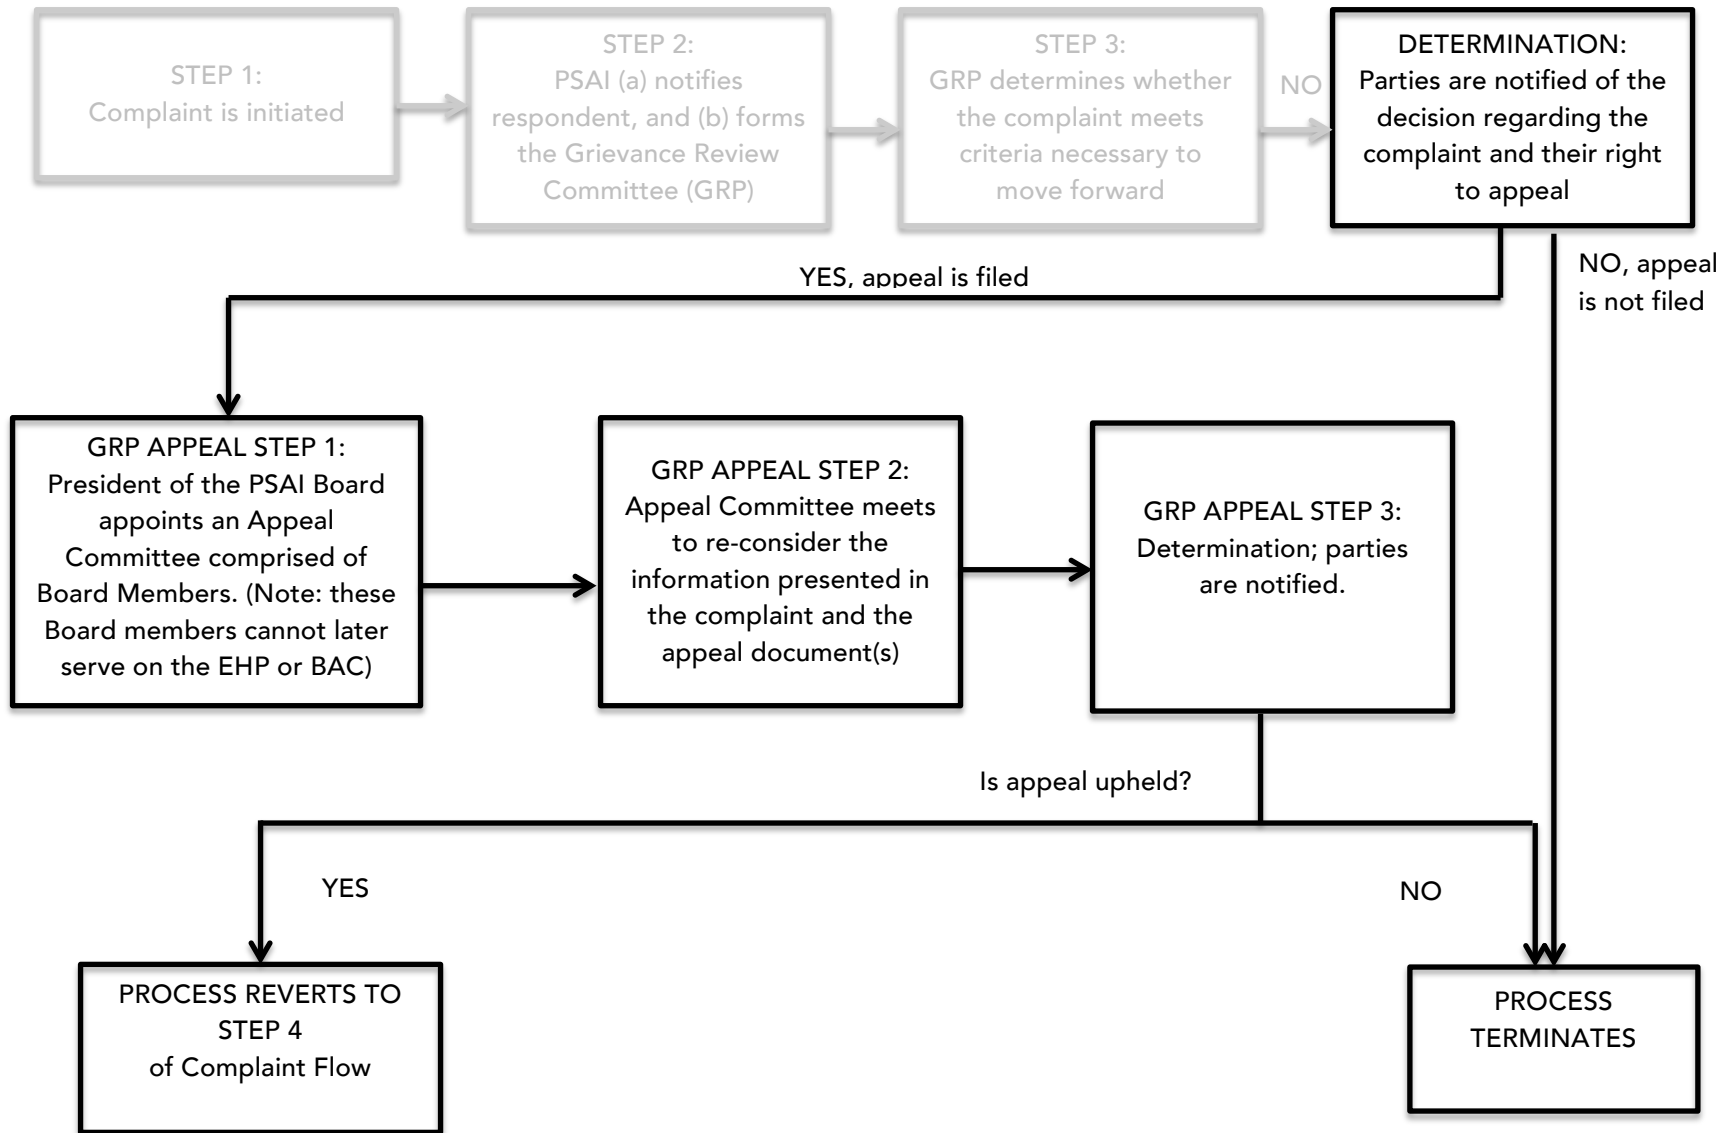 STEP 1:
Complaint is initiated
STEP 2:
PSAI (a) notifies
respondent, and (b) forms
the Grievance Review
Committee (GRP)
STEP 3:
GRP determines whether
the complaint meets
criteria necessary to
move forward
NO
DETERMINATION:
Parties are notified of the
decision regarding the
complaint and their right
to appeal
YES, appeal is filed
NO, appeal
is not filed
GRP APPEAL STEP 1:
President of the PSAI Board
appoints an Appeal
Committee comprised of
Board Members. (Note: these
Board members cannot later
serve on the EHP or BAC)
GRP APPEAL STEP 2:
Appeal Committee meets
to re-consider the
information presented in
the complaint and the
appeal document(s)
GRP APPEAL STEP 3:
Determination; parties
are notified.
Is appeal upheld?
YES
NO
PROCESS REVERTS TO
STEP 4
of Complaint Flow
PROCESS
TERMINATES